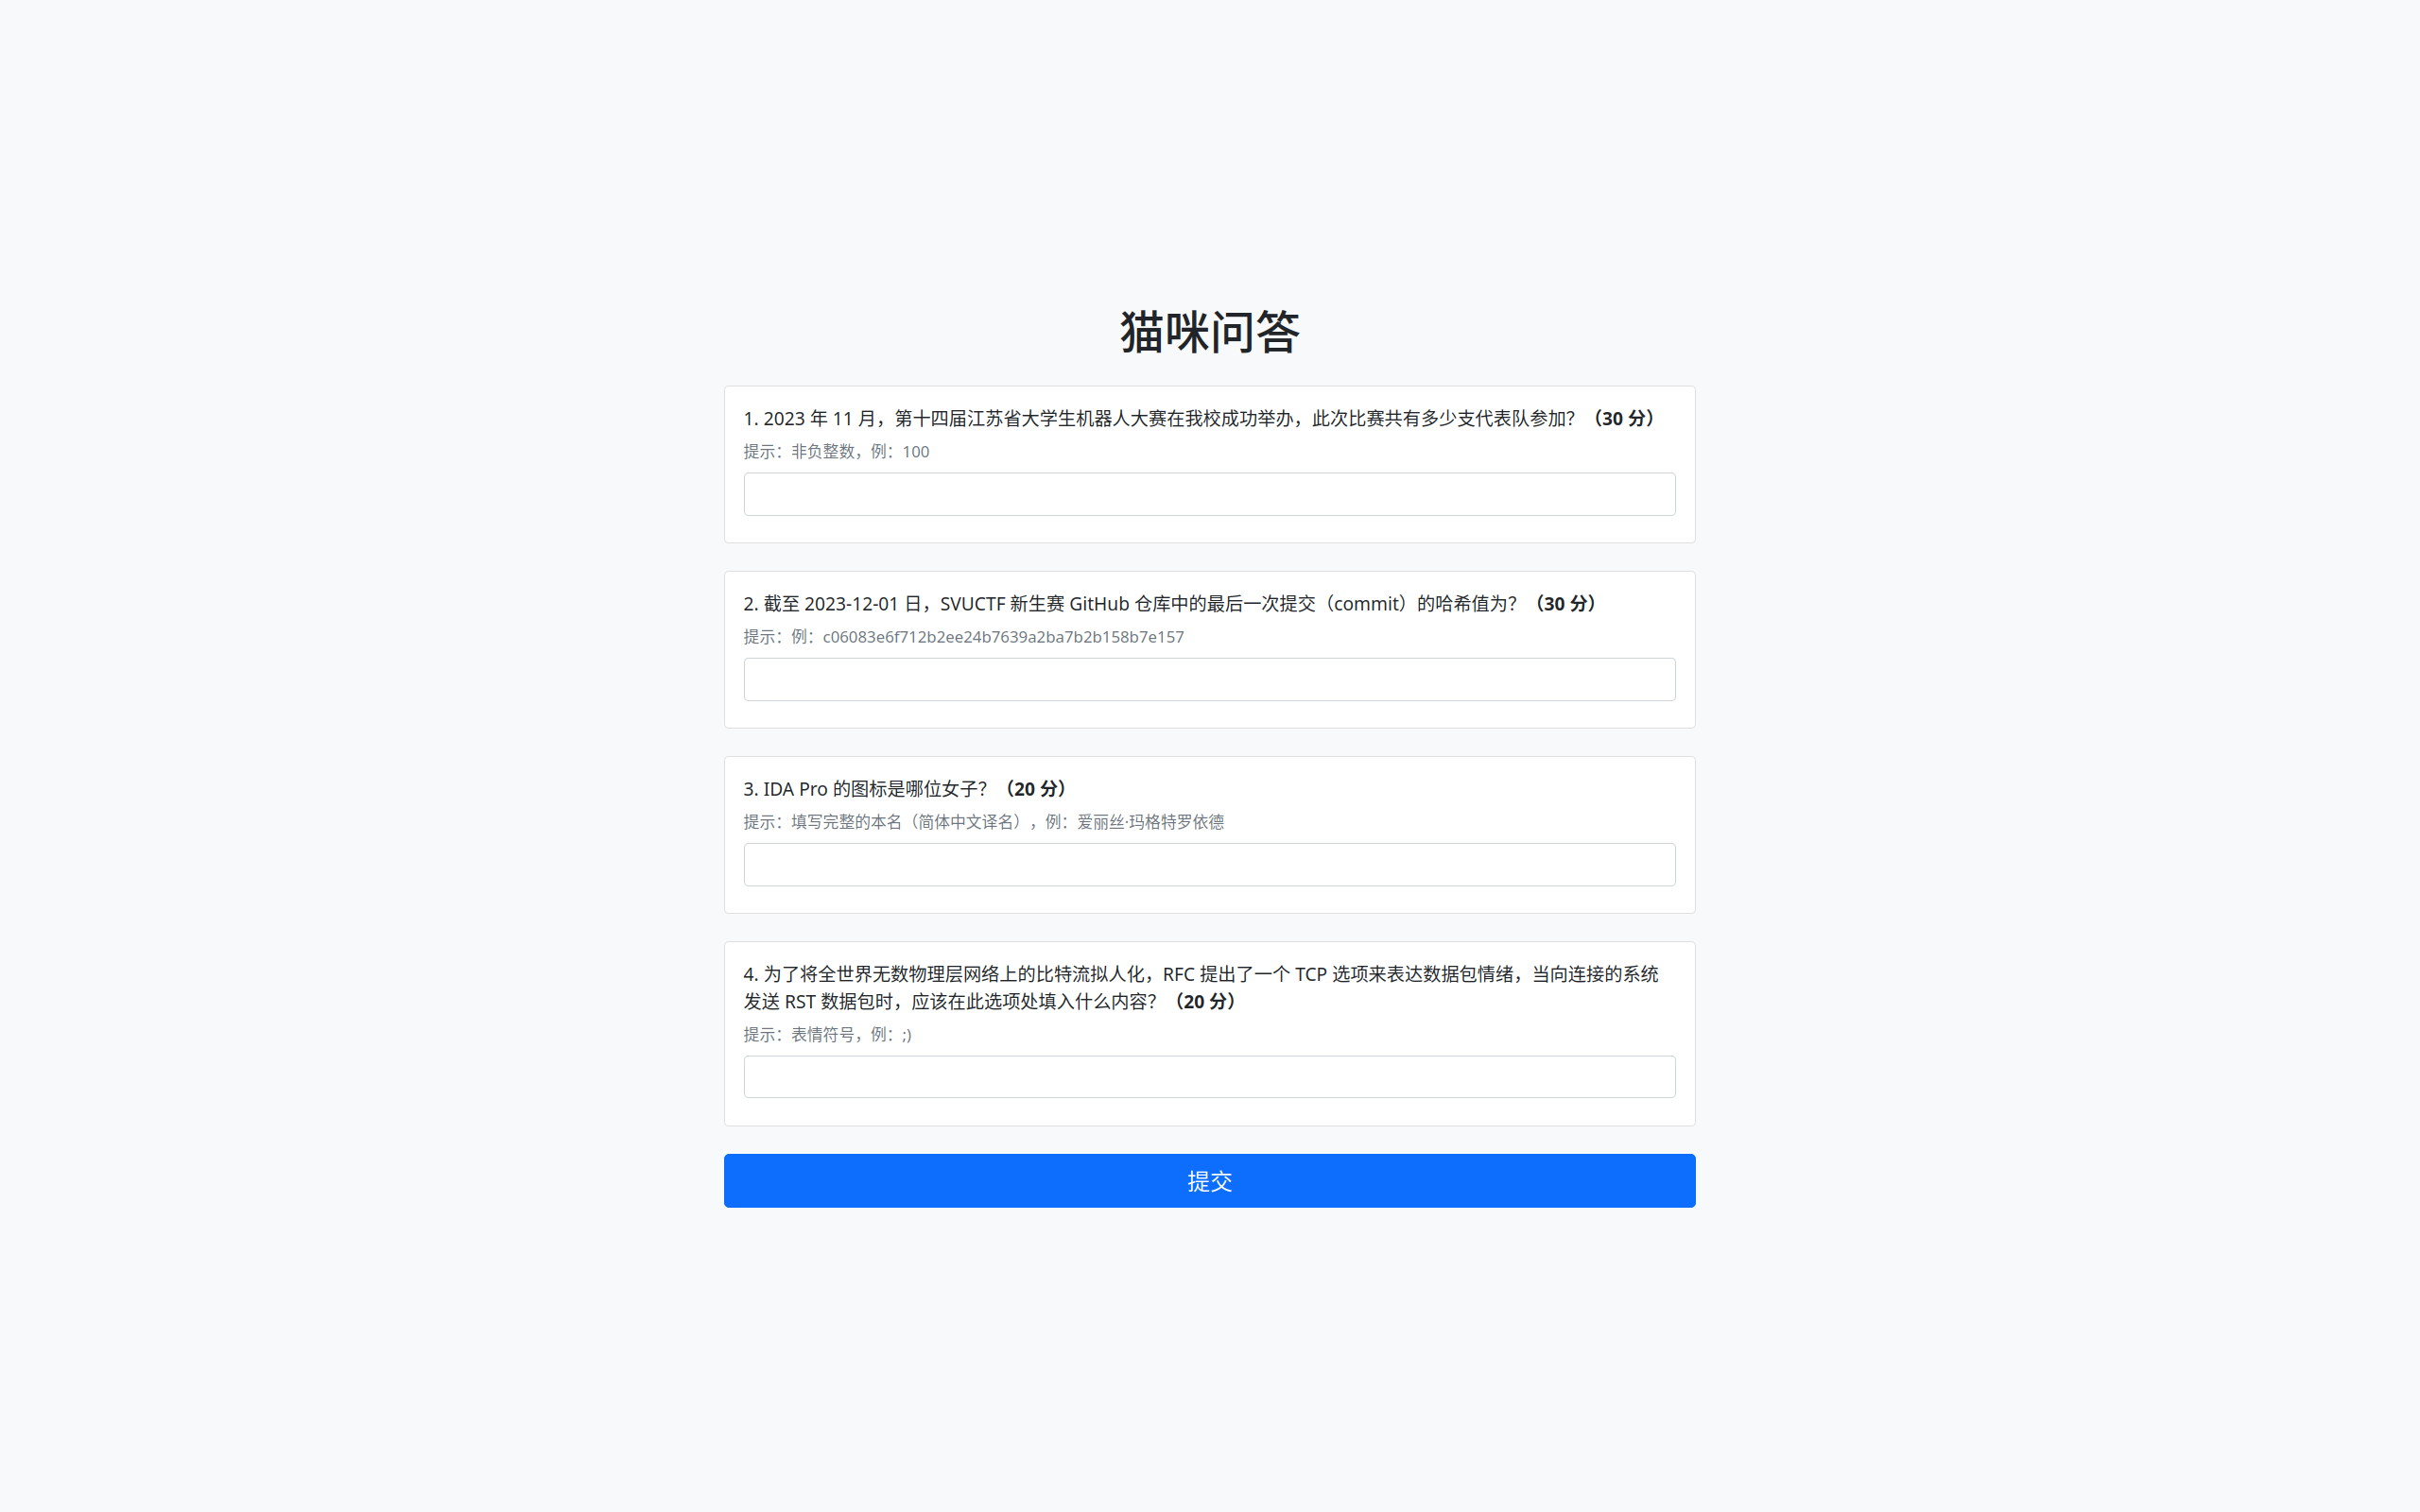 猫咪问答
1. 2023 年 11 月，第十四届江苏省大学生机器人大赛在我校成功举办，此次比赛共有多少支代表队参加？（30 分）
提示：非负整数，例：100
2. 截至 2023-12-01 日，SVUCTF 新生赛 GitHub 仓库中的最后一次提交（commit）的哈希值为？（30 分）
提示：例：c06083e6f712b2ee24b7639a2ba7b2b158b7e157
3. IDA Pro 的图标是哪位女子？（20 分）
提示：填写完整的本名（简体中文译名），例：爱丽丝·玛格特罗依德
4. 为了将全世界无数物理层网络上的比特流拟人化，RFC 提出了一个 TCP 选项来表达数据包情绪，当向连接的系统
发送 RST 数据包时，应该在此选项处填入什么内容？（20 分）
提示：表情符号，例：;)
提交